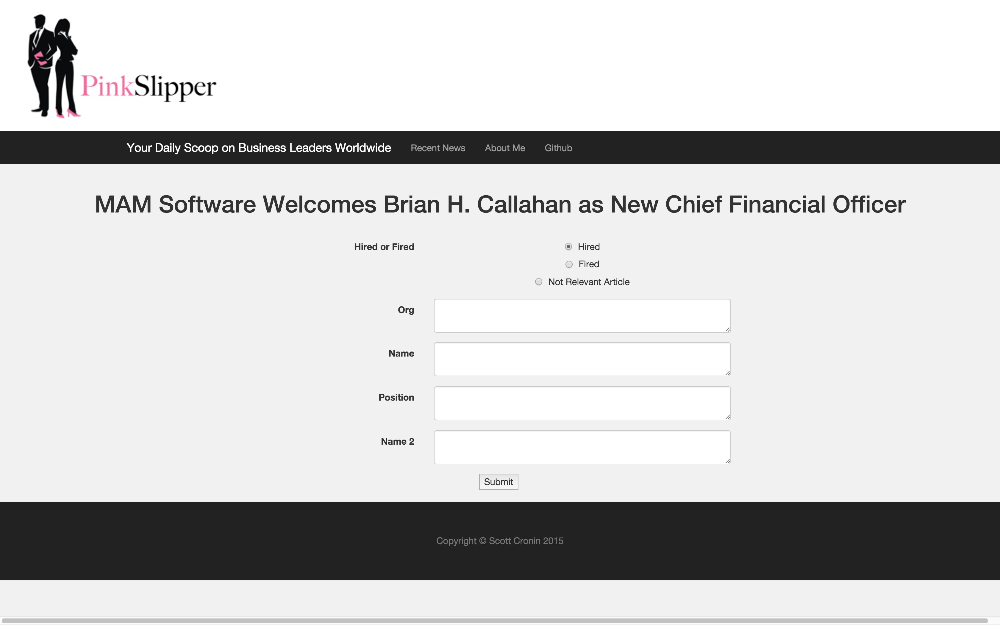 PinkSlipper
Your Daily Scoop on Business Leaders Worldwide Recent News About Me Github
MAM Software Welcomes Brian H. Callahan as New Chief Financial Officer
Hired or Fired Hired
Fired
Not Relevant Article
Org
Name
Position
Name 2
Submit
Copyright © Scott Cronin 2015